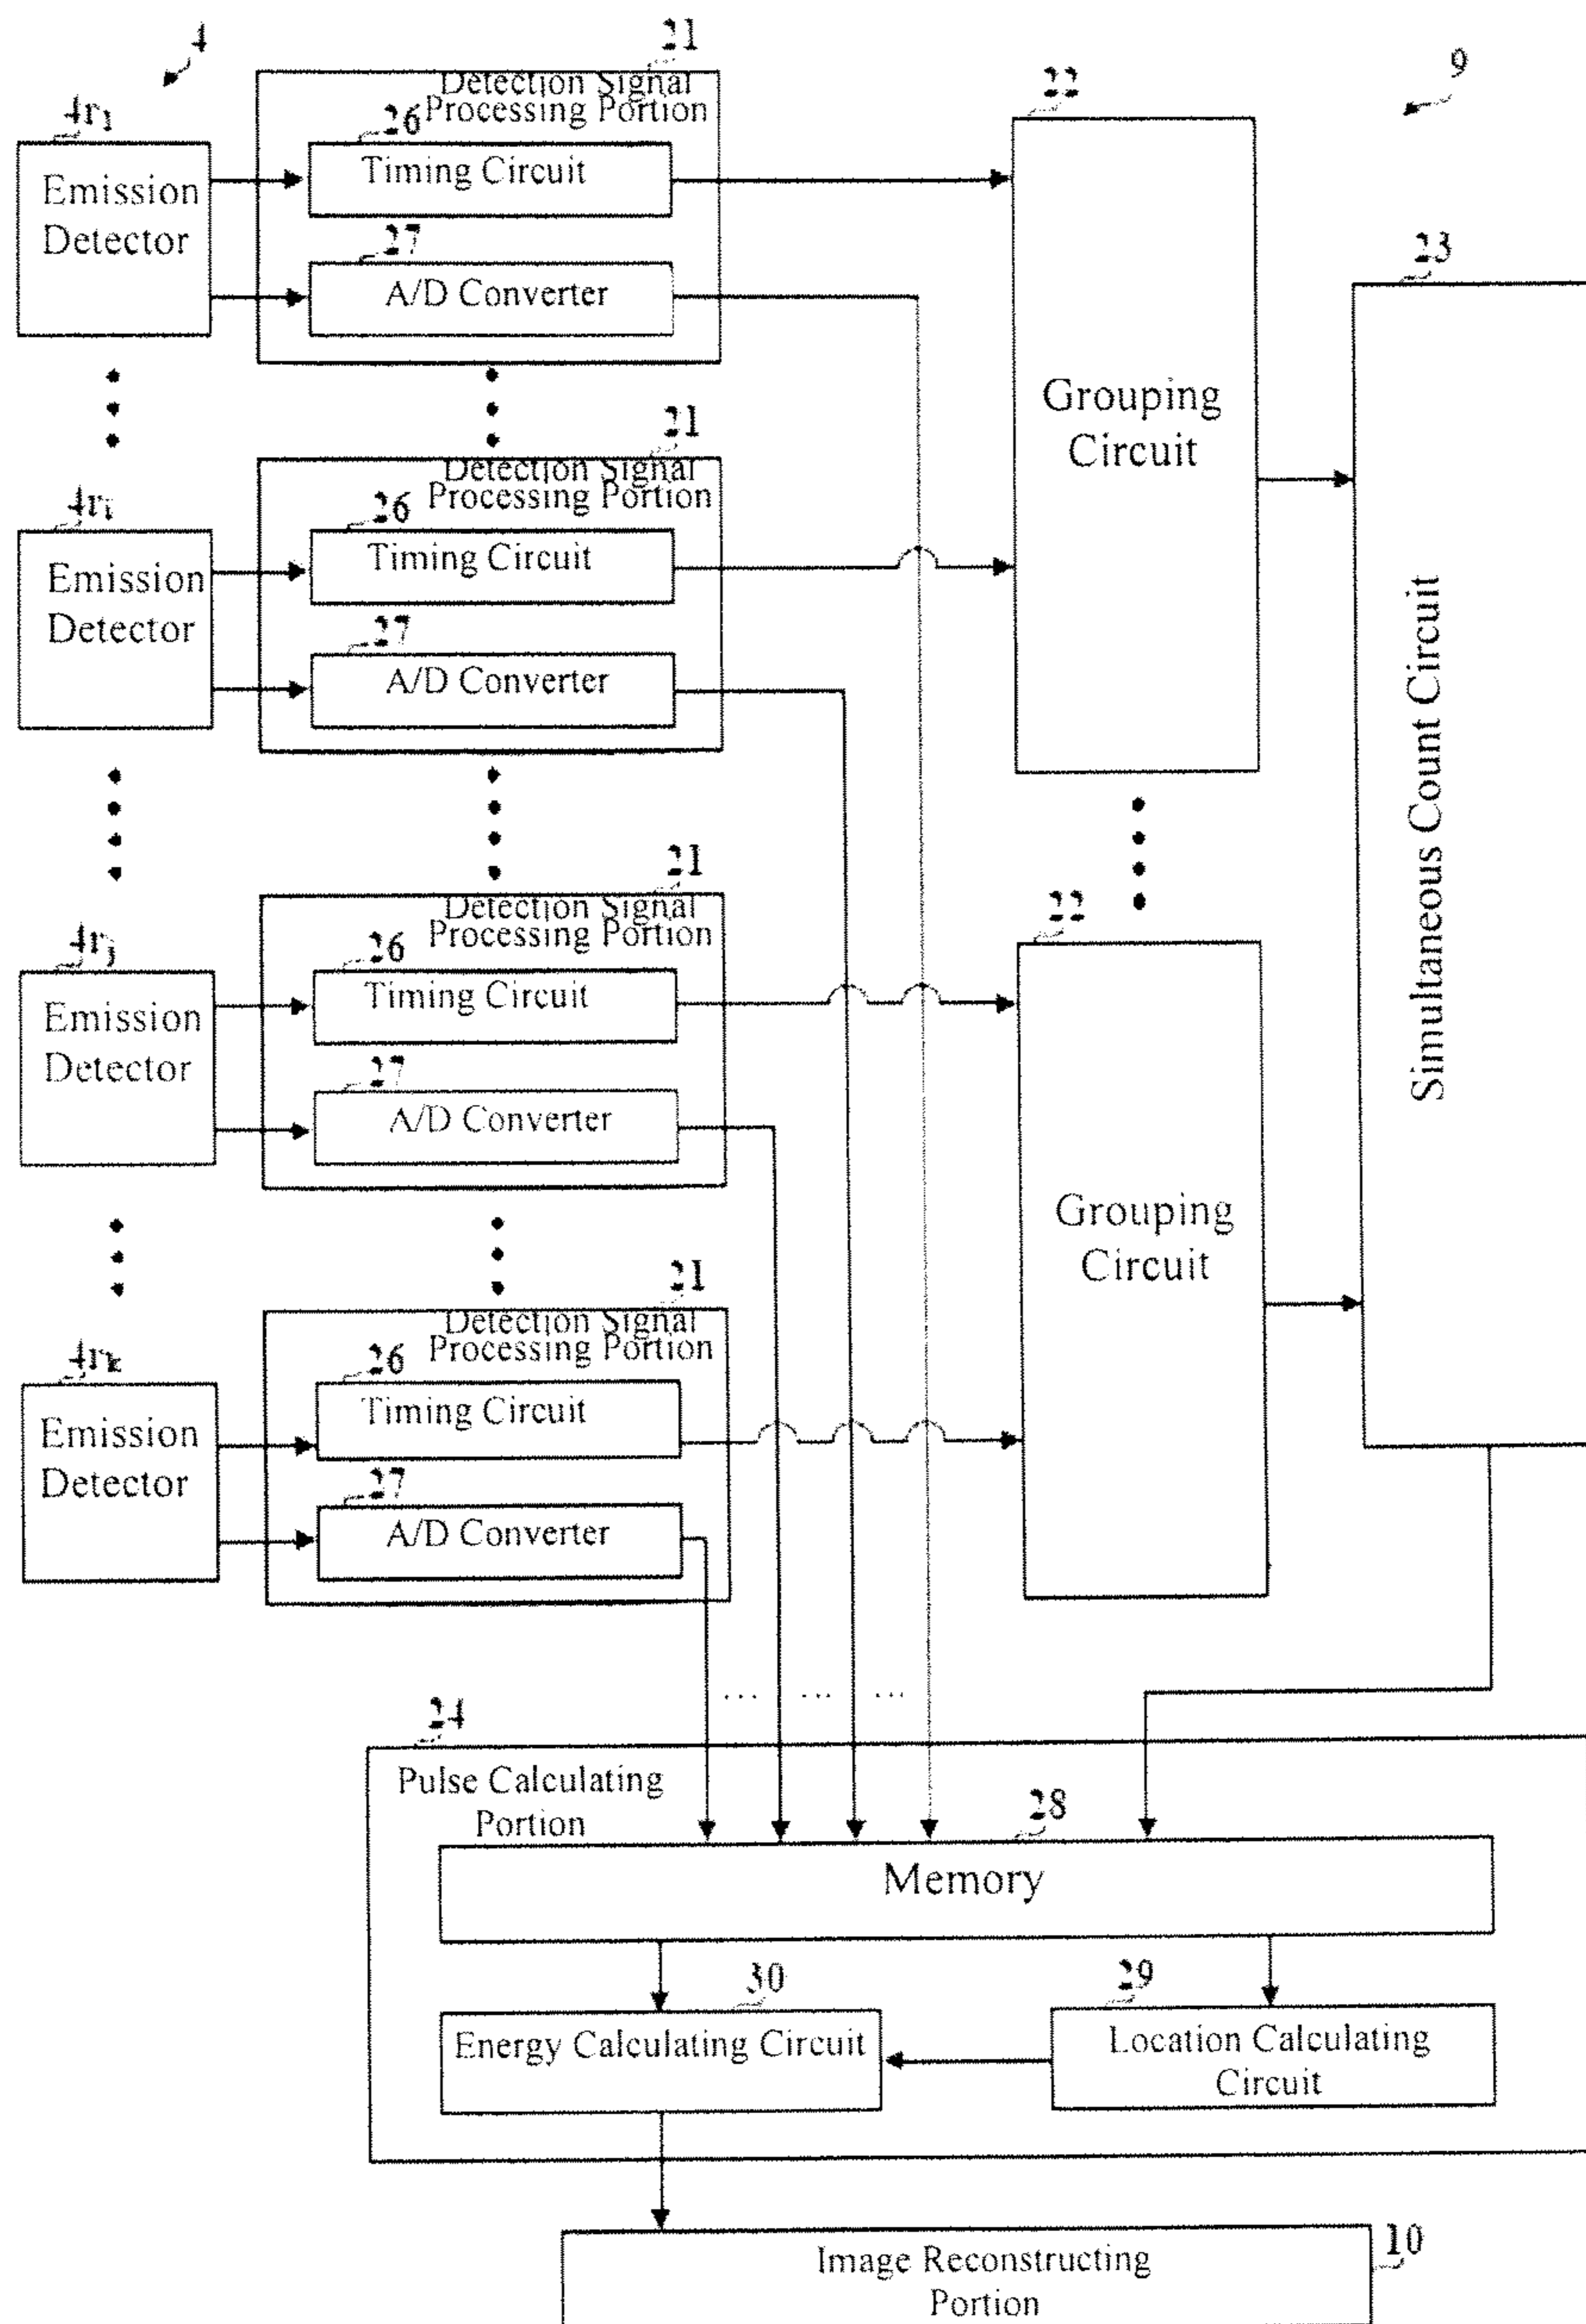 4
21
9
Detection Signal
Processing Portion
22
4r1
26
Emission
Detector
Timing Circuit
27
A/D Converter
23
Grouping
Circuit
21
Detection Signal
Processing Portion
4ri
26
Emission
Detector
Timing Circuit
27
A/D Converter
Simultaneous Count Circuit
21
Detection Signal
Processing Portion
22
4rj
26
Emission
Detector
Timing Circuit
27
A/D Converter
Grouping
Circuit
21
Detection Signal
Processing Portion
4rk
26
Emission
Detector
Timing Circuit
27
A/D Converter
... ... ...
24
Pulse Calculating
Portion
28
Memory
30
29
Energy Calculating Circuit
Location Calculating
Circuit
10
Image Reconstructing
Portion